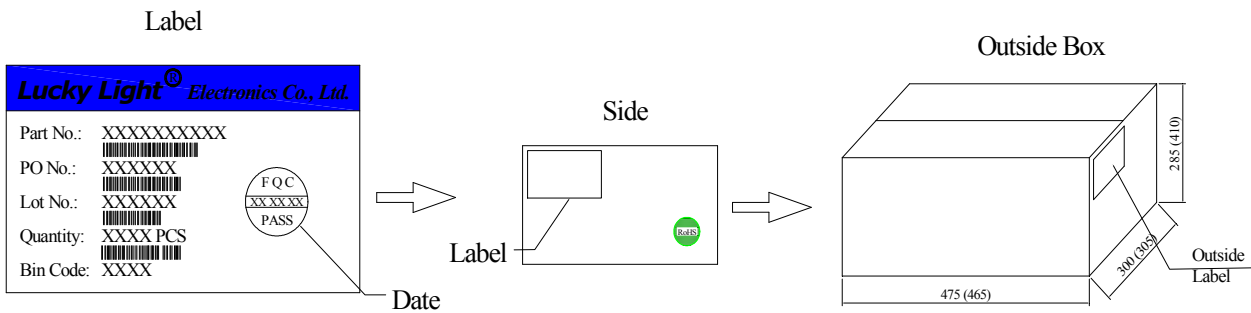 Label
Lucky Light® Electronics Co., Ltd.
Part No.: XXXXXXXXXX
PO No.: XXXXXX
Lot No.: XXXXXX
Quantity: XXXX PCS
Bin Code: XXXX
FQC
XX XX XX
PASS
Date
Side
RoHS
Label
Outside Box
285 (410)
300 (305)
475 (465)
Outside
Label